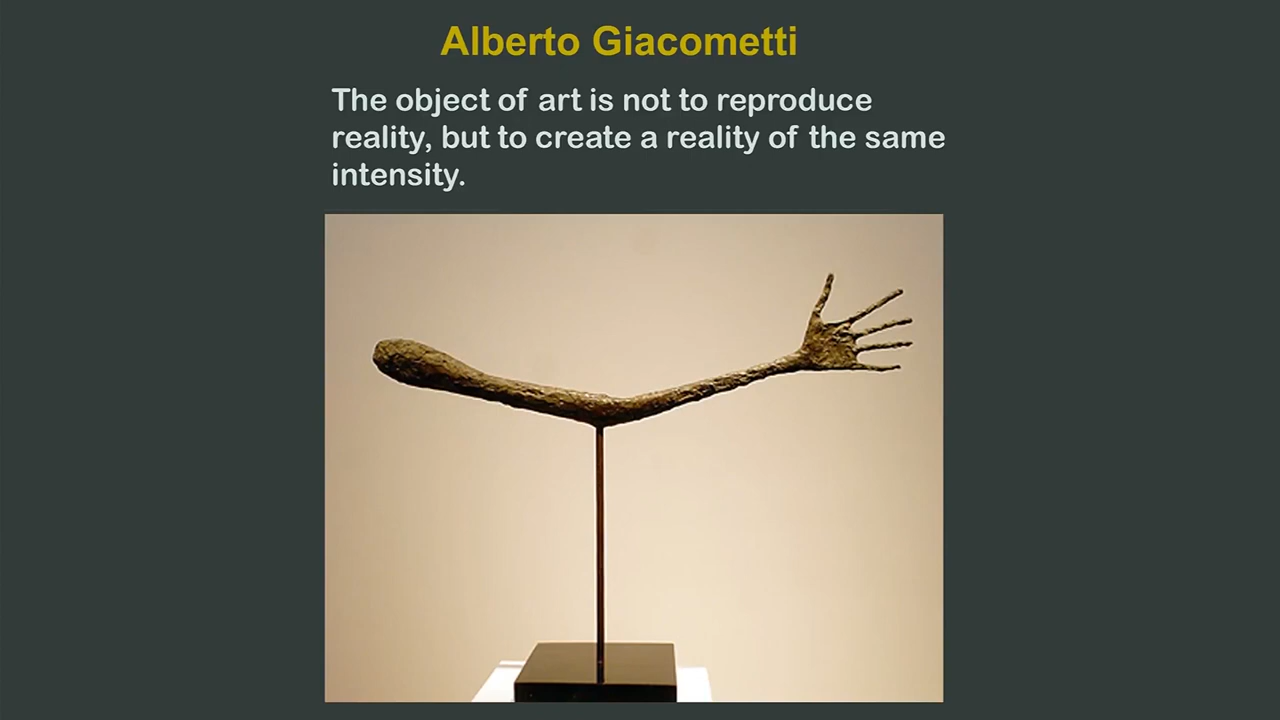 Alberto Giacometti
The object of art is not to reproduce
reality, but to create a reality of the same
intensity.